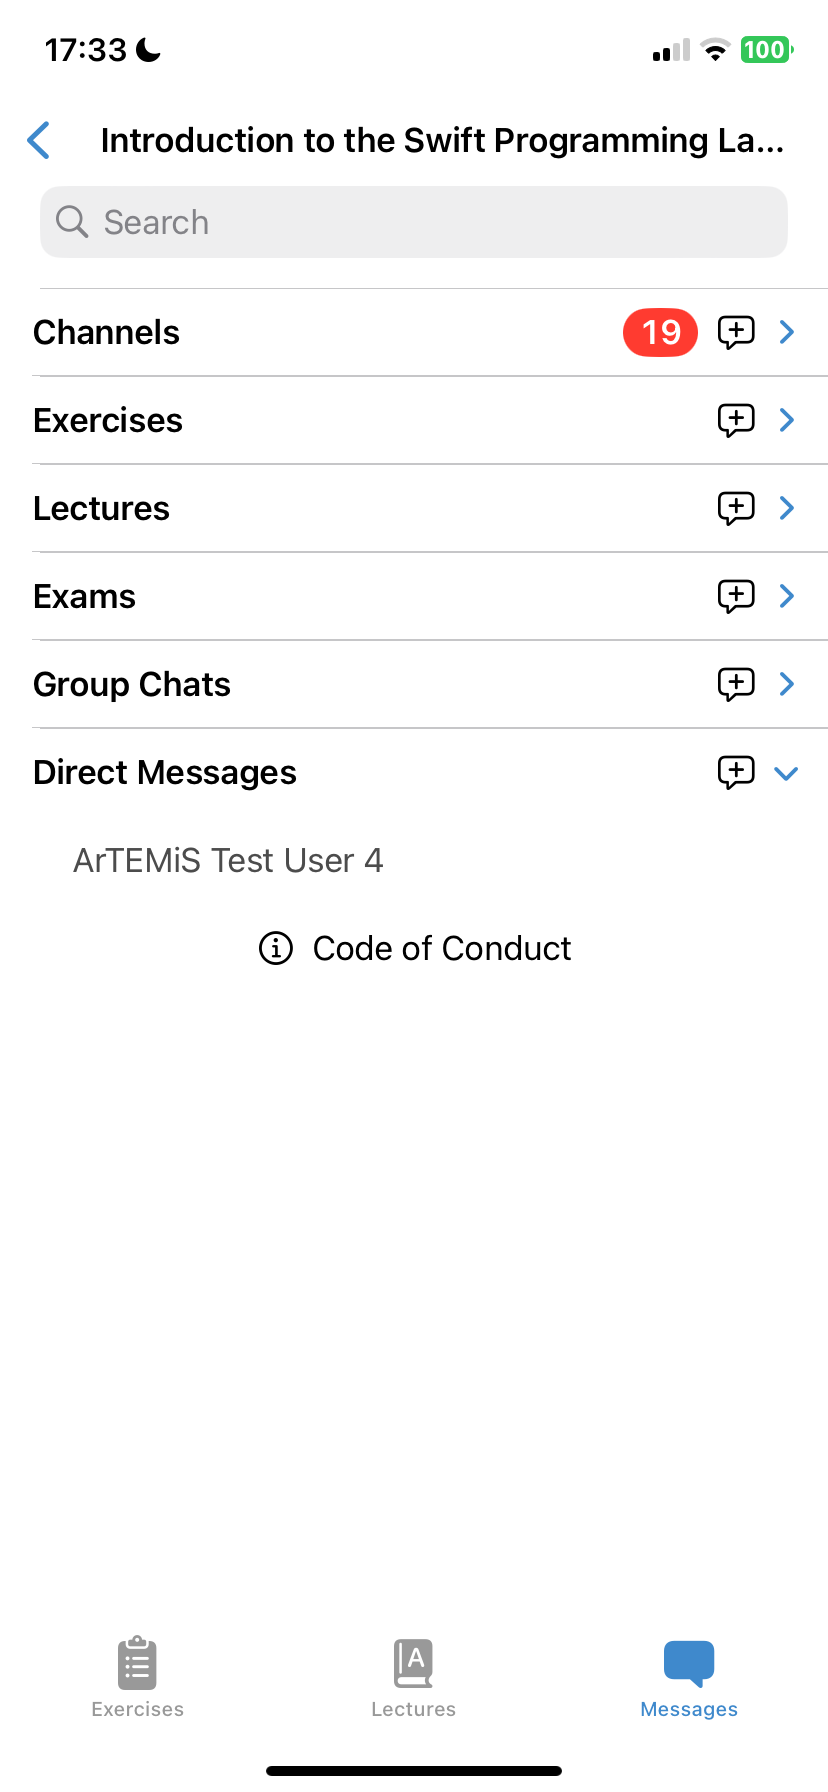 17:33
100
Introduction to the Swift Programming La...
Search
Channels 19
Exercises
Lectures
Exams
Group Chats
Direct Messages
ArTEMiS Test User 4
Code of Conduct
A
Exercises Lectures Messages